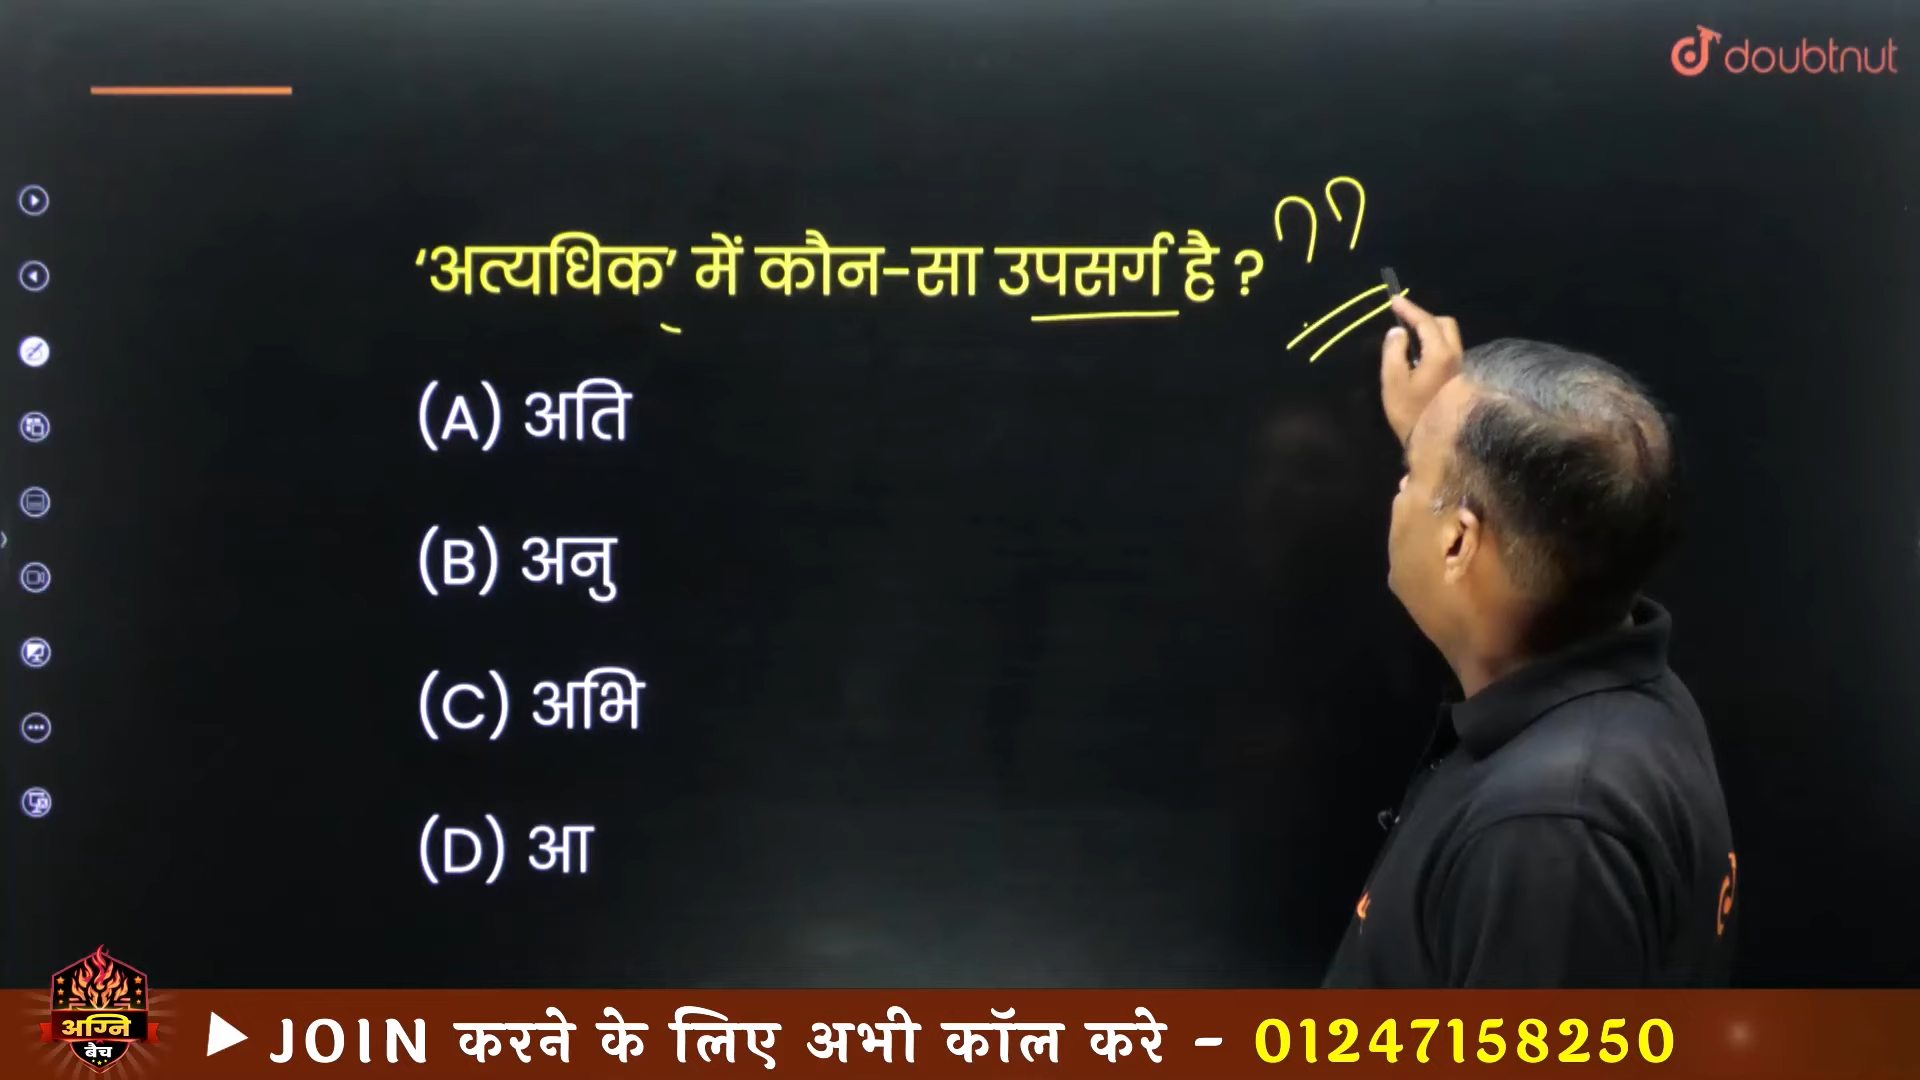 doubtnut
‘अत्यधिक’ में कौन-सा उपसर्ग है ?
(A) अति
(B) अनु
(C) अभि
(D) आ
अग्नि
बैच
JOIN करने के लिए अभी कॉल करे - 01247158250